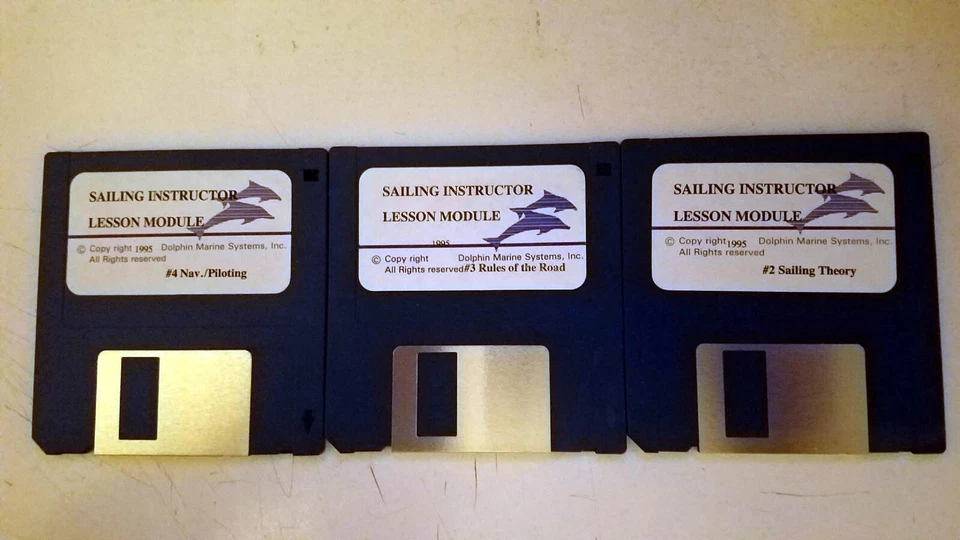 SAILING INSTRUCTOR
LESSON MODULE
© Copy right 1995 Dolphin Marine Systems, Inc.
All Rights reserved
#4 Nav./Piloting
SAILING INSTRUCTOR
LESSON MODULE
1995
© Copy right Dolphin Marine Systems, Inc.
All Rights reserved #3 Rules of the Road
SAILING INSTRUCTOR
LESSON MODULE
© Copy right 1995 Dolphin Marine Systems, Inc.
All Rights reserved
#2 Sailing Theory